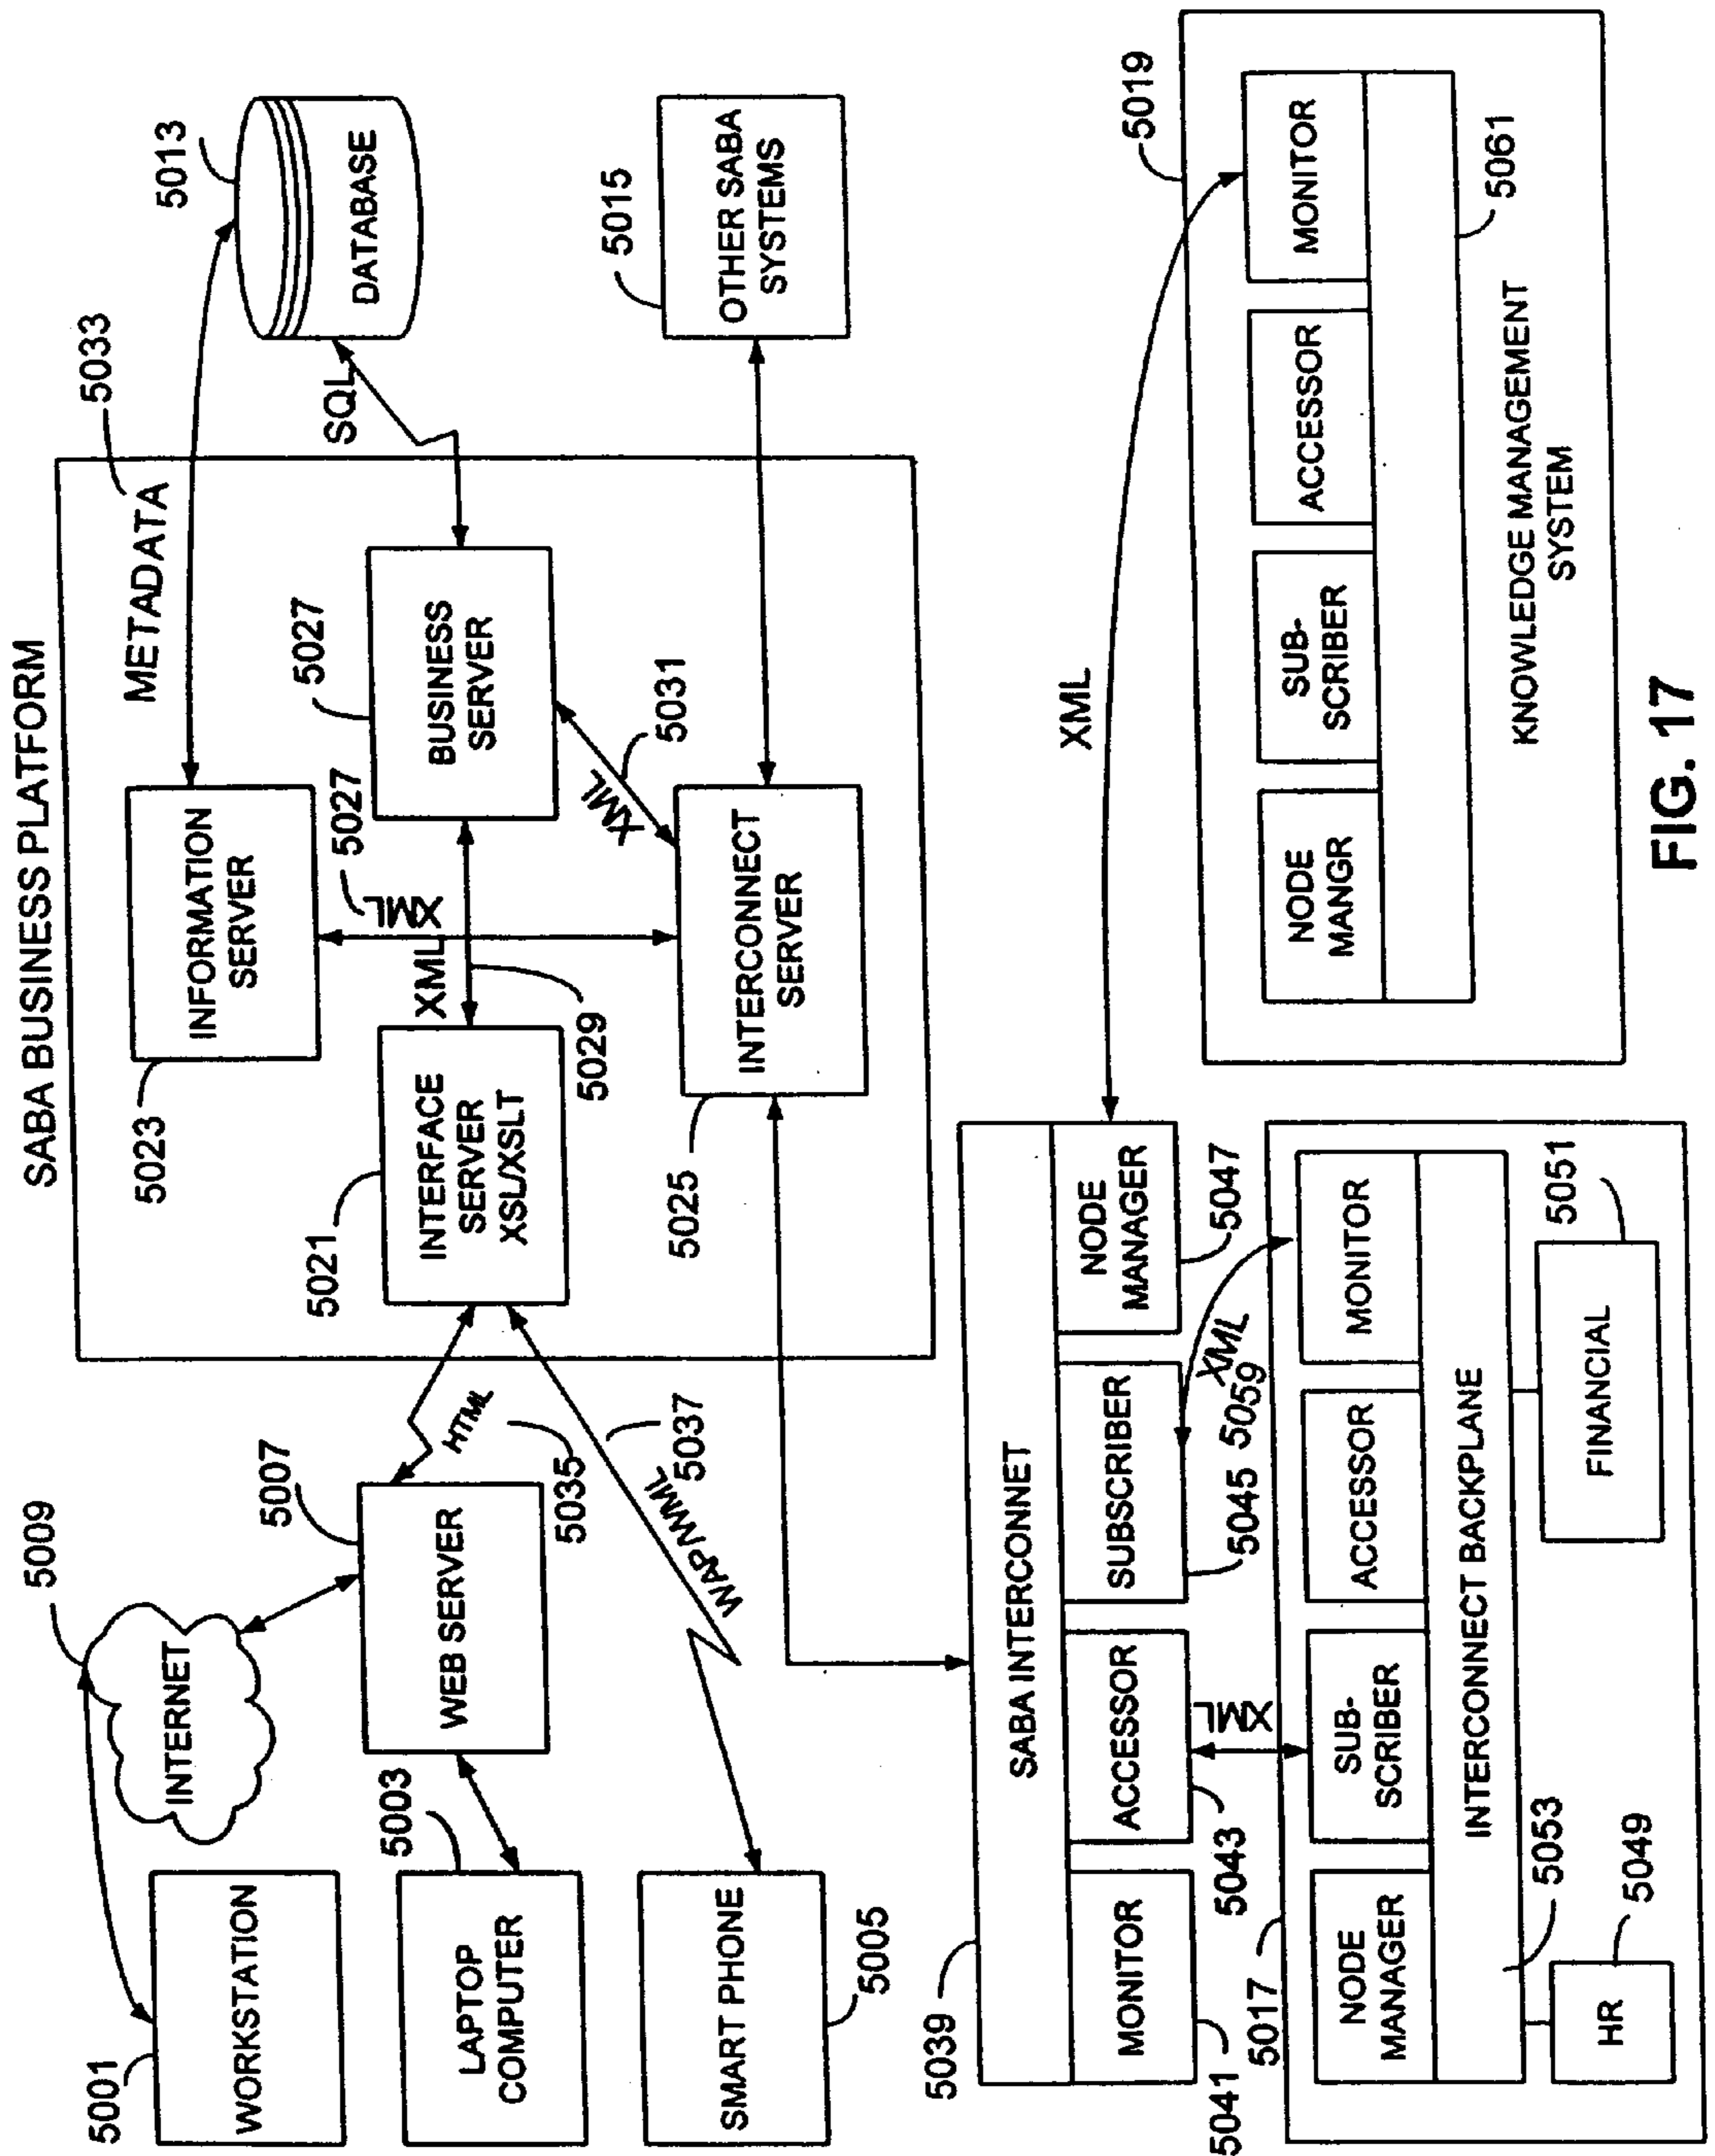 SABA BUSINESS PLATFORM
5001
WORKSTATION
5009
INTERNET
5003
LAPTOP
COMPUTER
5007
WEB SERVER
SMART PHONE
5005
HTML
5035
WAP/WML
5037
5023
INFORMATION
SERVER
METADATA
5033
5013
DATABASE
SQL
5027
XML
5027
BUSINESS
SERVER
XML
5029
5021
INTERFACE
SERVER
XSL/XSLT
XML
5031
5025
INTERCONNECT
SERVER
5015
OTHER SABA
SYSTEMS
5039
SABA INTERCONNET
MONITOR
ACCESSOR
SUBSCRIBER
NODE
MANAGER
5041
5043
5045
5047
XML
XML
5059
XML
5017
NODE
MANAGER
SUB-
SCRIBER
ACCESSOR
MONITOR
INTERCONNECT BACKPLANE
5053
HR
5049
FINANCIAL
5051
5019
NODE
MANGR
SUB-
SCRIBER
ACCESSOR
MONITOR
5061
KNOWLEDGE MANAGEMENT
SYSTEM
FIG. 17